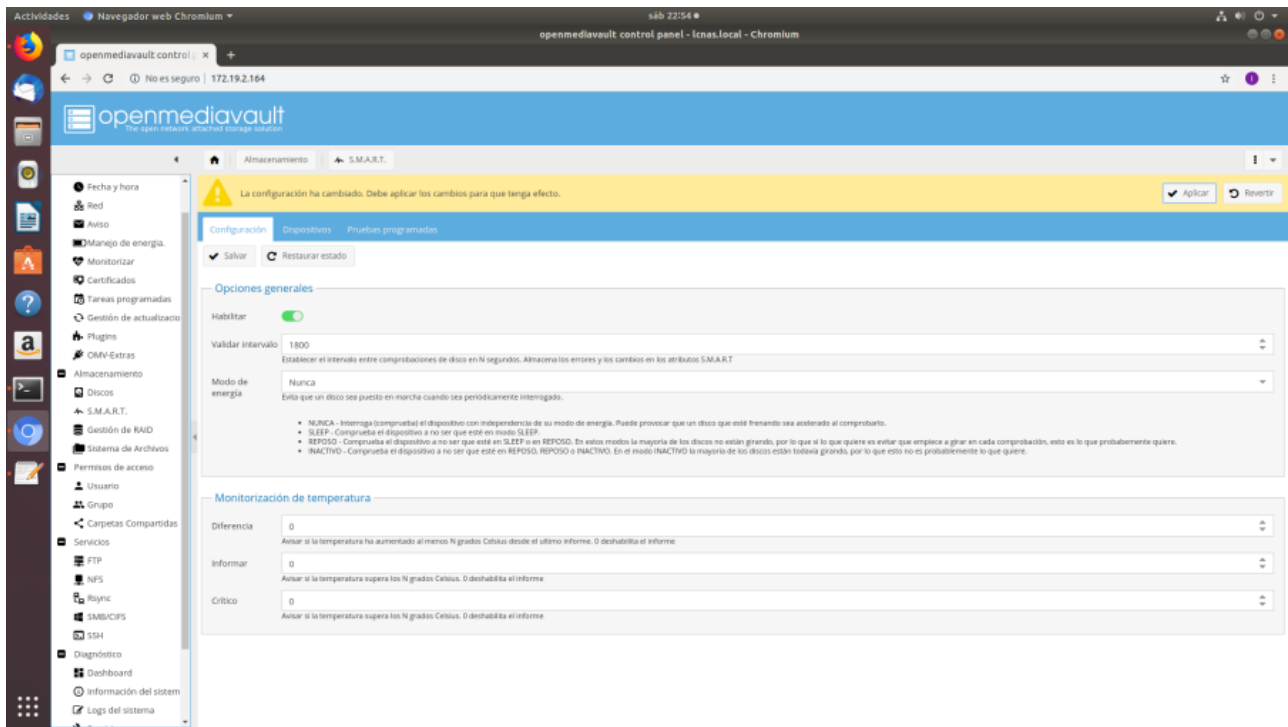 Actividades Navegador web Chromium sáb 22:54
openmediavault control panel - lcnas.local - Chromium
openmediavault control p
No es seguro 172.19.2.164
openmediavault
The open network attached storage solution
Almacenamiento S.M.A.R.T.
La configuración ha cambiado. Debe aplicar los cambios para que tenga efecto. Aplicar Revertir
Configuración Dispositivos Pruebas programadas
Salvar Restaurar estado
Opciones generales
Habilitar
Validar intervalo 1800
Establecer el intervalo entre comprobaciones de disco en N segundos. Almacena los errores y los cambios en los atributos S.M.A.R.T
Modo de energía Nunca
Evita que un disco sea puesto en marcha cuando sea periódicamente interrogado.
NUNCA - Interroga (comprueba) el dispositivo con independencia de su modo de energía. Puede provocar que un disco que esté frenando sea acelerado al comprobarlo.
SLEEP - Comprueba el dispositivo a no ser que esté en modo SLEEP.
REPOSO - Comprueba el dispositivo a no ser que esté en SLEEP o en REPOSO. En estos modos la mayoría de los discos no están girando, por lo que si lo que quiere es evitar que empiece a girar en cada comprobación, esto es lo que probablemente quiere.
INACTIVO - Comprueba el dispositivo a no ser que esté en REPOSO, REPOSO o INACTIVO. En el modo INACTIVO la mayoría de los discos están todavía girando, por lo que esto no es probablemente lo que quiere.
Monitorización de temperatura
Diferencia 0
Avisar si la temperatura ha aumentado al menos N grados Celsius desde el ultimo informe. 0 deshabilita el informe
Informar 0
Avisar si la temperatura supera los N grados Celsius. 0 deshabilita el informe
Crítico 0
Avisar si la temperatura supera los N grados Celsius. 0 deshabilita el informe
Fecha y hora
Red
Aviso
Manejo de energía.
Monitorizar
Certificados
Tareas programadas
Gestión de actualizacio
Plugins
OMV-Extras
Almacenamiento
Discos
S.M.A.R.T.
Gestión de RAID
Sistema de Archivos
Permisos de acceso
Usuario
Grupo
Carpetas Compartidas
Servicios
FTP
NFS
Rsync
SMB/CIFS
SSH
Diagnóstico
Dashboard
Información del sistem
Logs del sistema